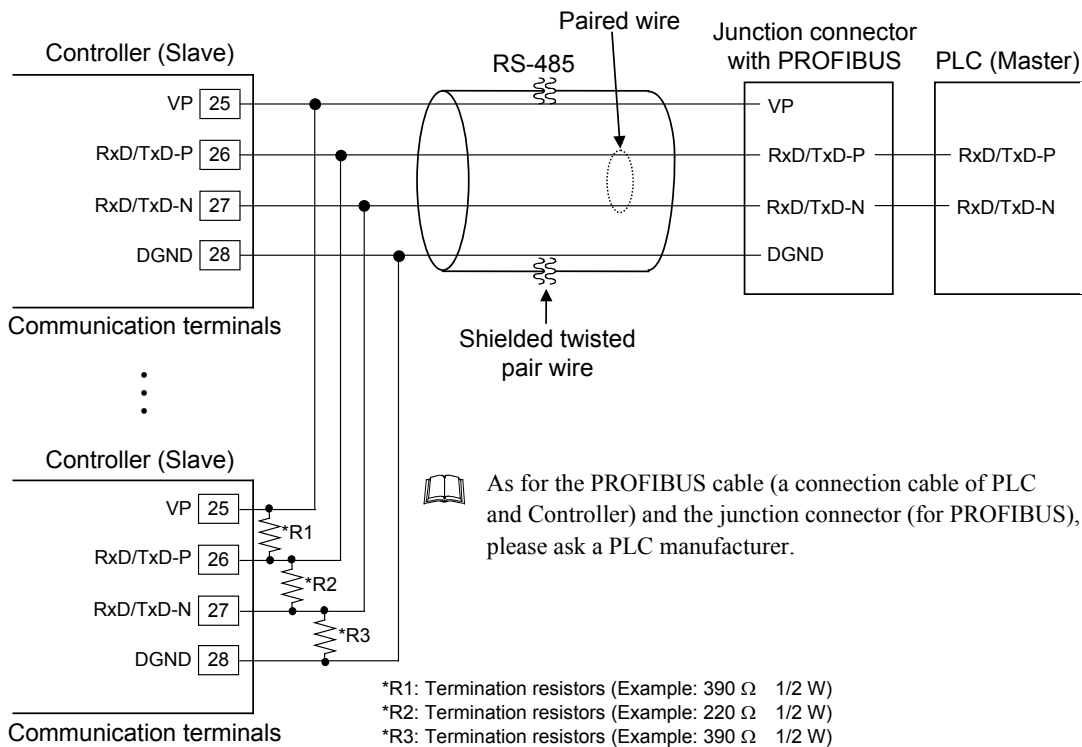 Paired wire
Controller (Slave)
RS-485
Junction connector
with PROFIBUS
PLC (Master)
VP 25
VP
RxD/TxD-P 26
RxD/TxD-P
RxD/TxD-P
RxD/TxD-N 27
RxD/TxD-N
RxD/TxD-N
DGND 28
DGND
Communication terminals
Shielded twisted
pair wire
Controller (Slave)
VP 25
*R1
RxD/TxD-P 26
*R2
RxD/TxD-N 27
*R3
DGND 28
Communication terminals
As for the PROFIBUS cable (a connection cable of PLC
and Controller) and the junction connector (for PROFIBUS),
please ask a PLC manufacturer.
*R1: Termination resistors (Example: 390 Ω 1/2 W)
*R2: Termination resistors (Example: 220 Ω 1/2 W)
*R3: Termination resistors (Example: 390 Ω 1/2 W)